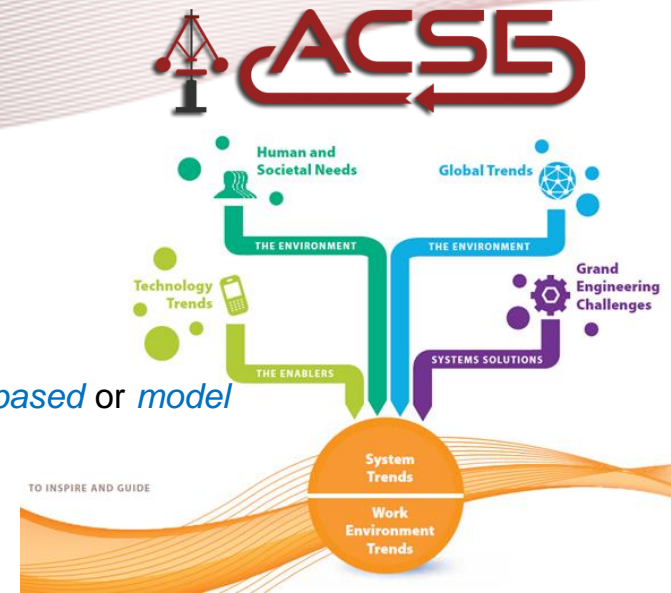 ACSE
Human and
Societal Needs
Global Trends
THE ENVIRONMENT
THE ENVIRONMENT
Technology
Trends
Grand
Engineering
Challenges
THE ENABLERS
SYSTEMS SOLUTIONS
based or model
System
Trends
TO INSPIRE AND GUIDE
Work
Environment
Trends